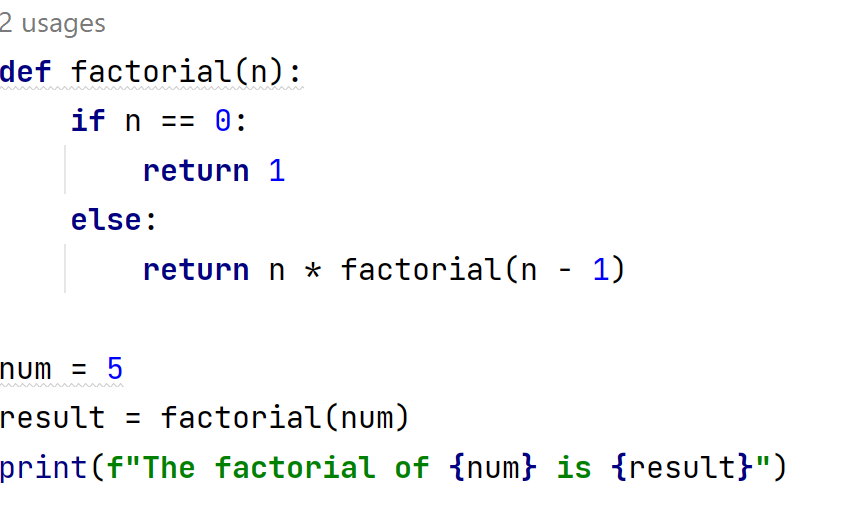 2 usages
def factorial(n):
    if n == 0:
        return 1
    else:
        return n * factorial(n - 1)
num = 5
result = factorial(num)
print(f"The factorial of {num} is {result}")